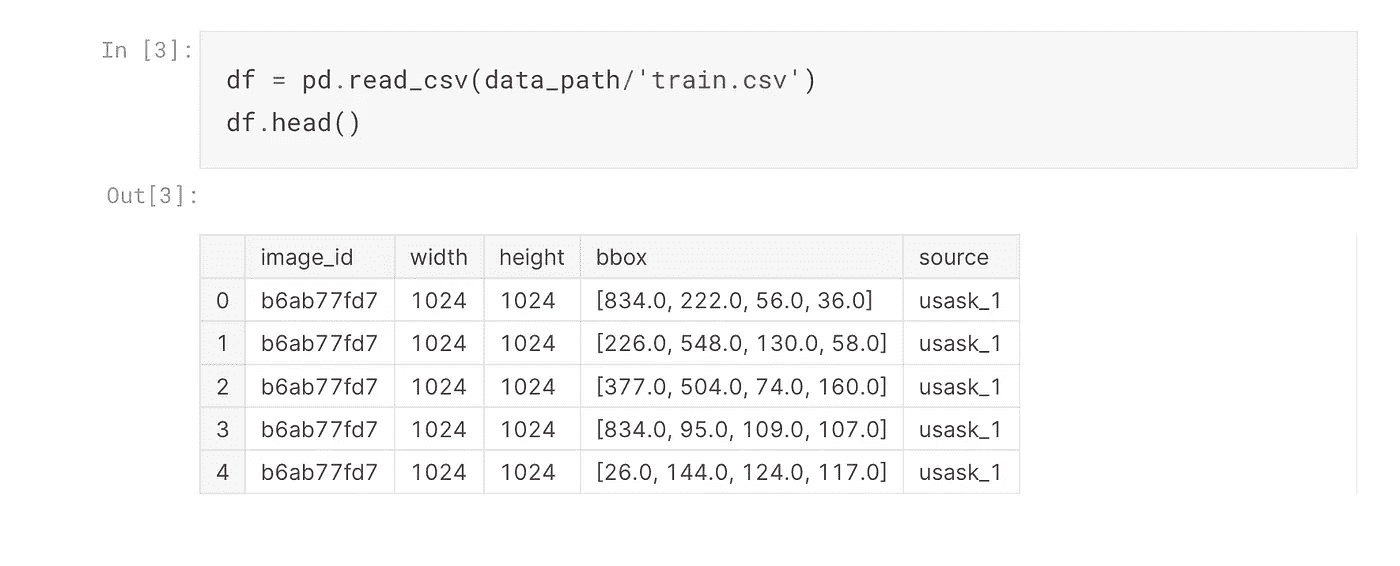 In [3]:
df = pd.read_csv(data_path/'train.csv')
df.head()
Out[3]:
image_id width height bbox source
0 b6ab77fd7 1024 1024 [834.0, 222.0, 56.0, 36.0] usask_1
1 b6ab77fd7 1024 1024 [226.0, 548.0, 130.0, 58.0] usask_1
2 b6ab77fd7 1024 1024 [377.0, 504.0, 74.0, 160.0] usask_1
3 b6ab77fd7 1024 1024 [834.0, 95.0, 109.0, 107.0] usask_1
4 b6ab77fd7 1024 1024 [26.0, 144.0, 124.0, 117.0] usask_1